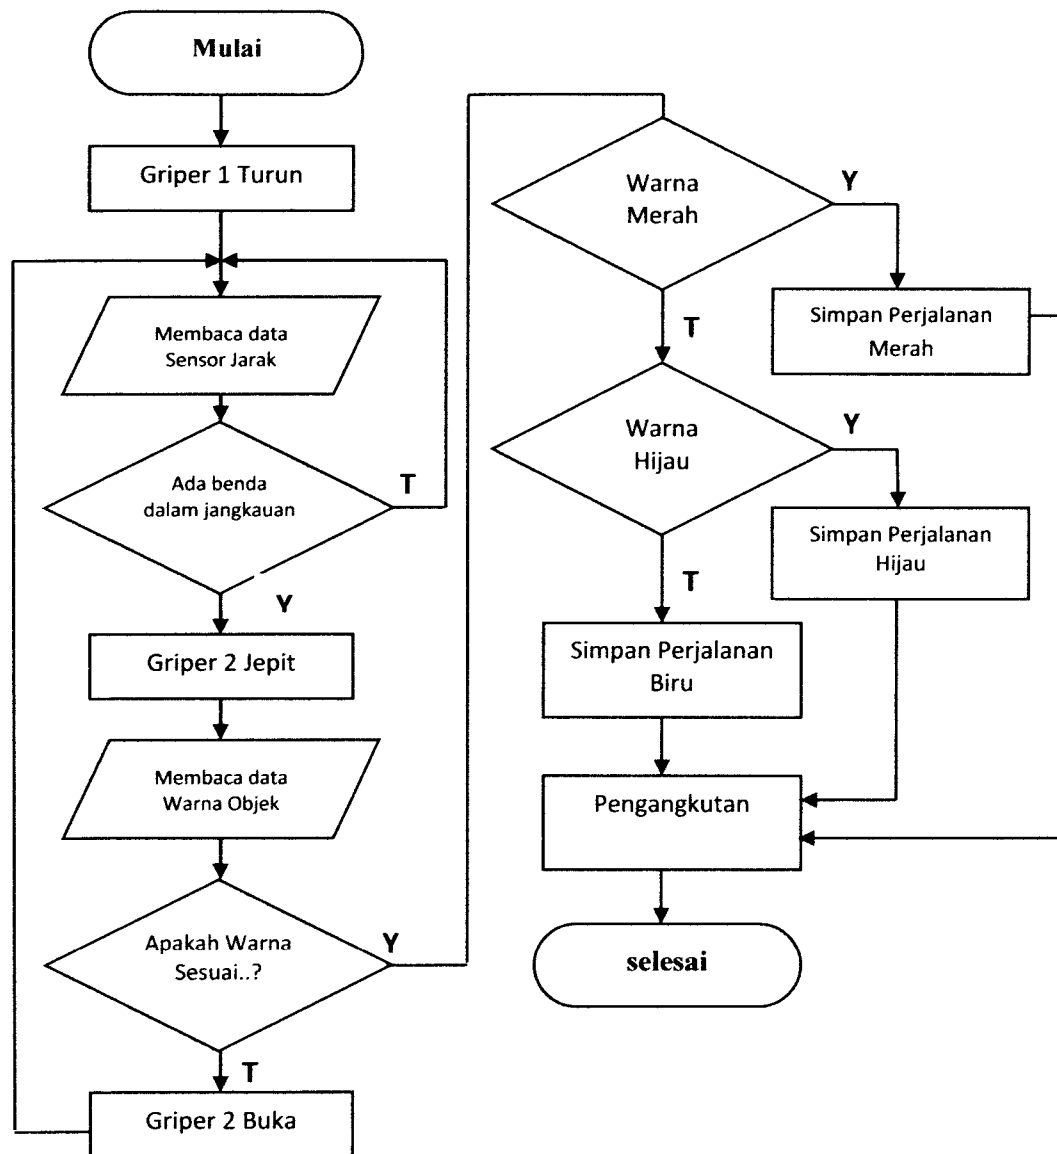 Mulai
Griper 1 Turun
Membaca data
Sensor Jarak
Ada benda
dalam jangkauan
T
Y
Griper 2 Jepit
Membaca data
Warna Objek
Apakah Warna
Sesuai..?
Y
T
Griper 2 Buka
Warna
Merah
Y
Simpan Perjalanan
Merah
T
Warna
Hijau
Y
Simpan Perjalanan
Hijau
T
Simpan Perjalanan
Biru
Pengangkutan
selesai